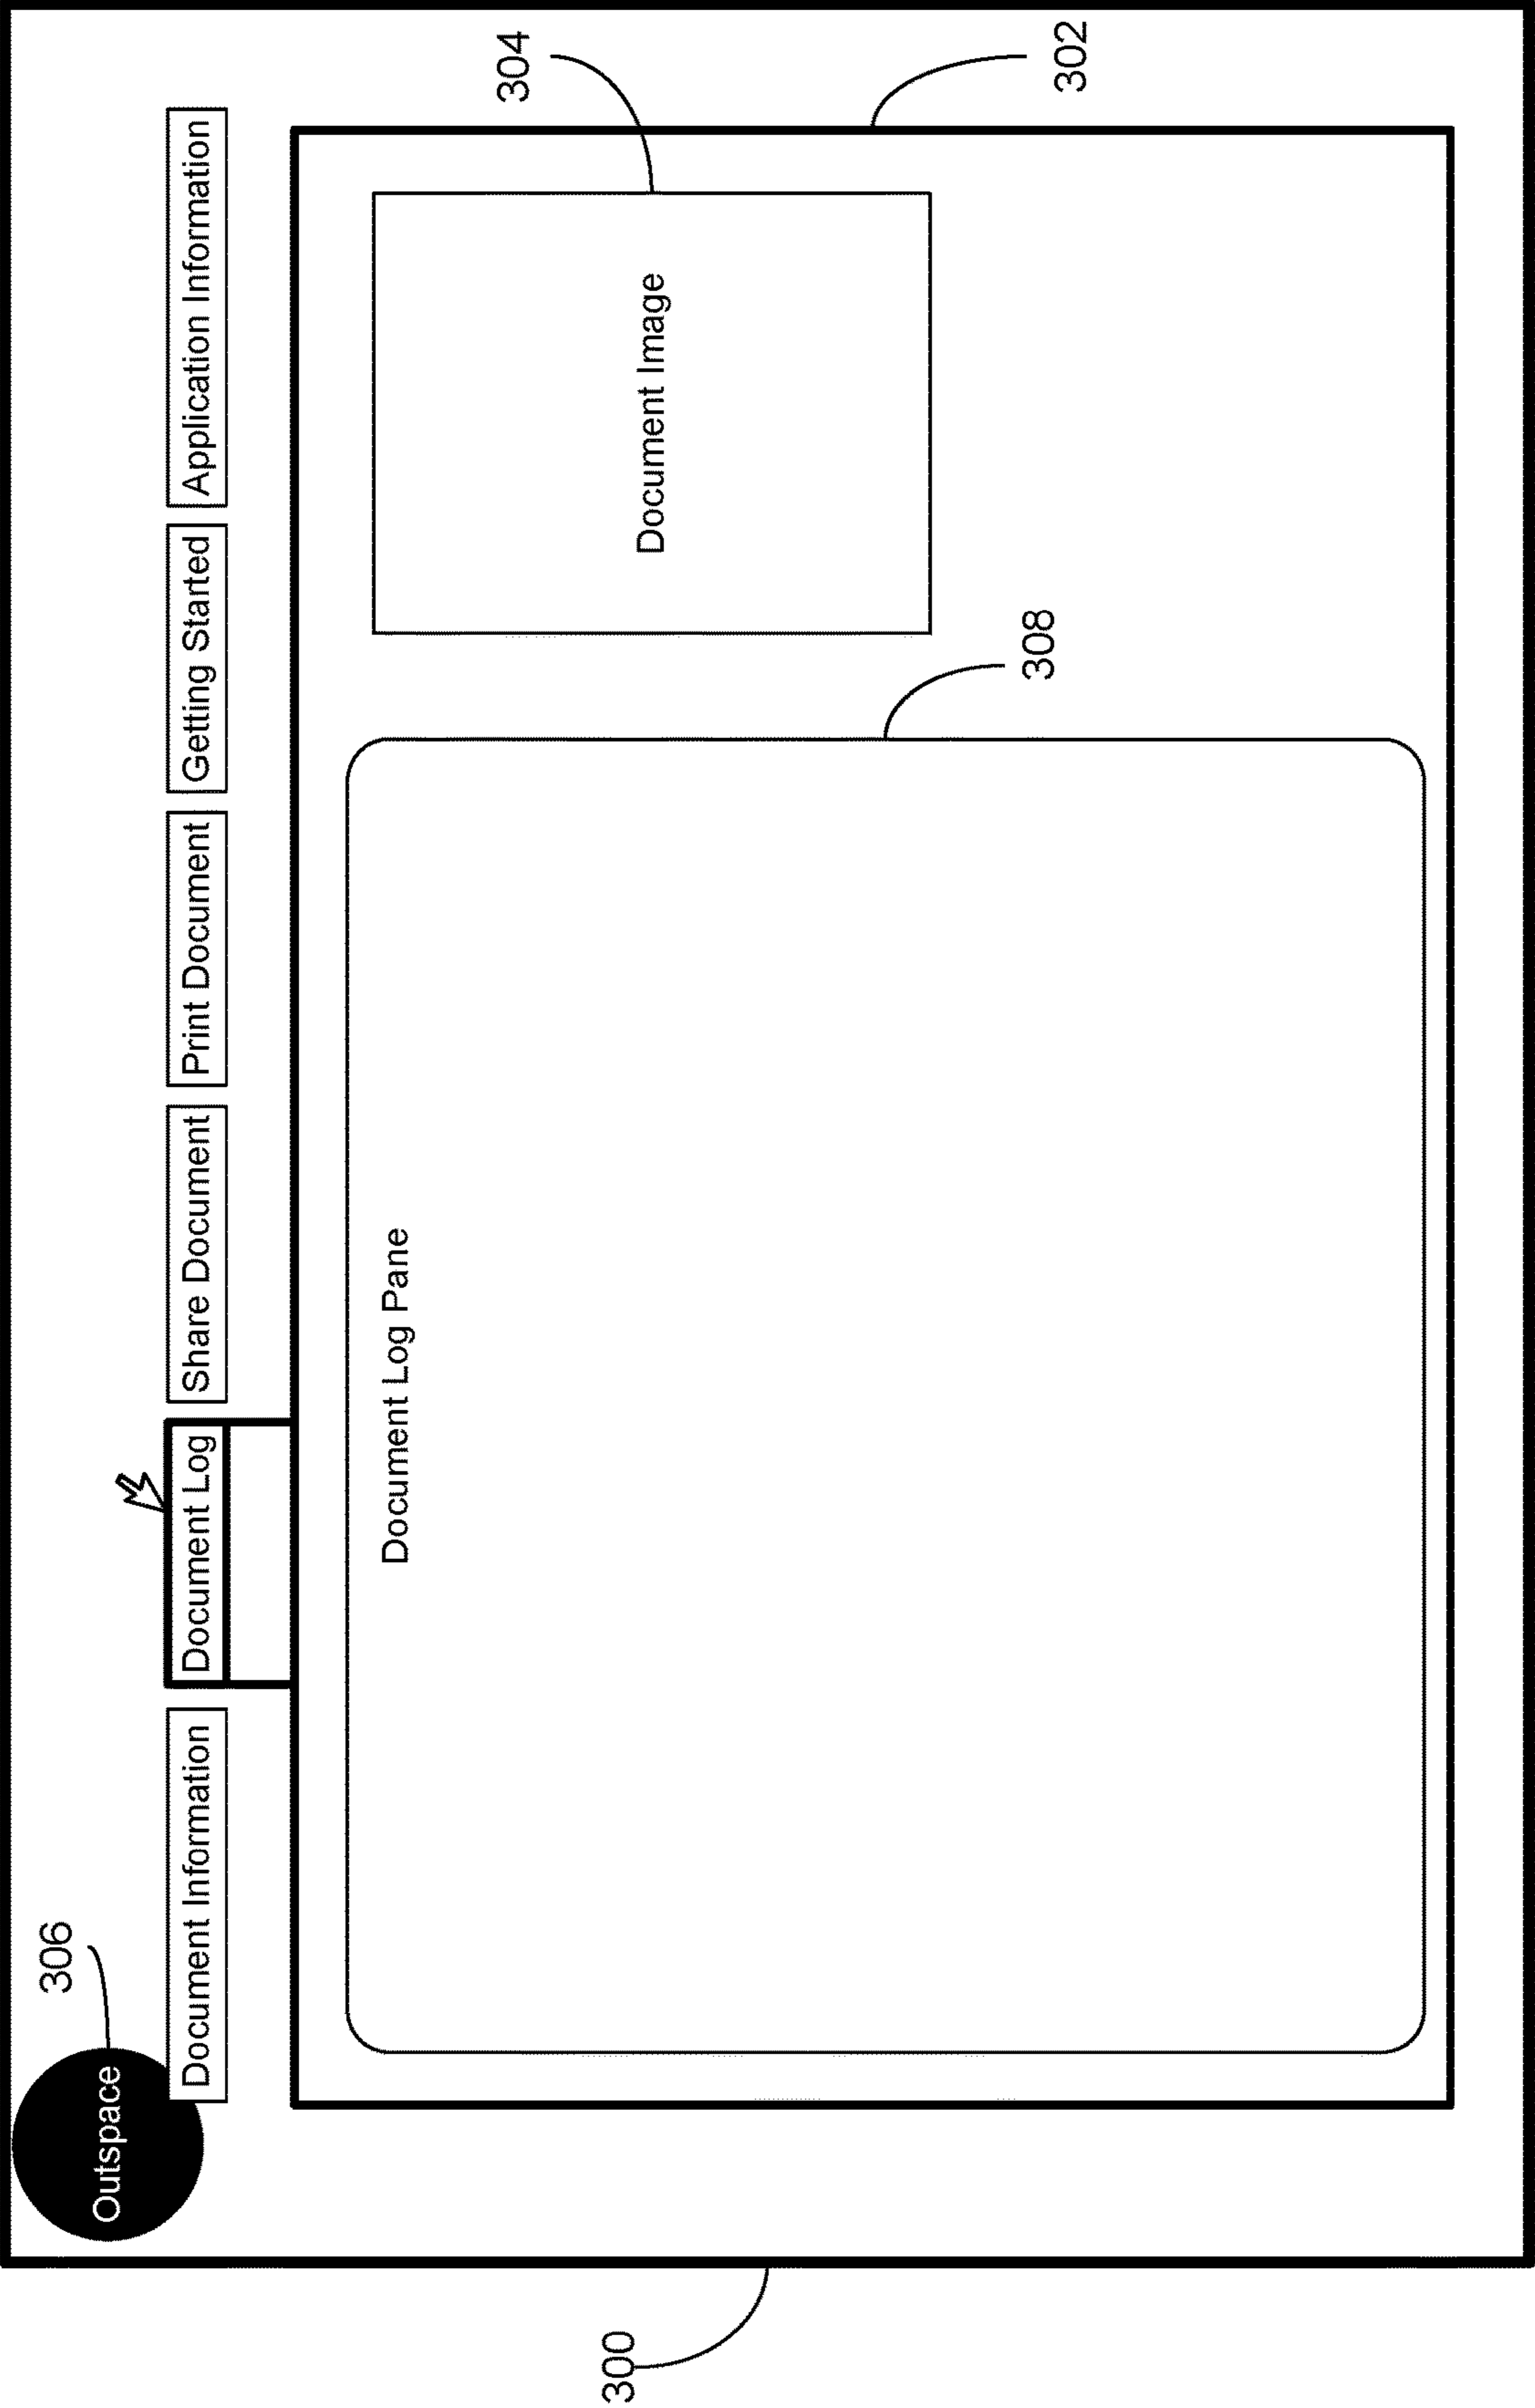 Outspace
306
Document Information
Document Log
Share Document
Print Document
Getting Started
Application Information
304
Document Log Pane
Document Image
308
302
300